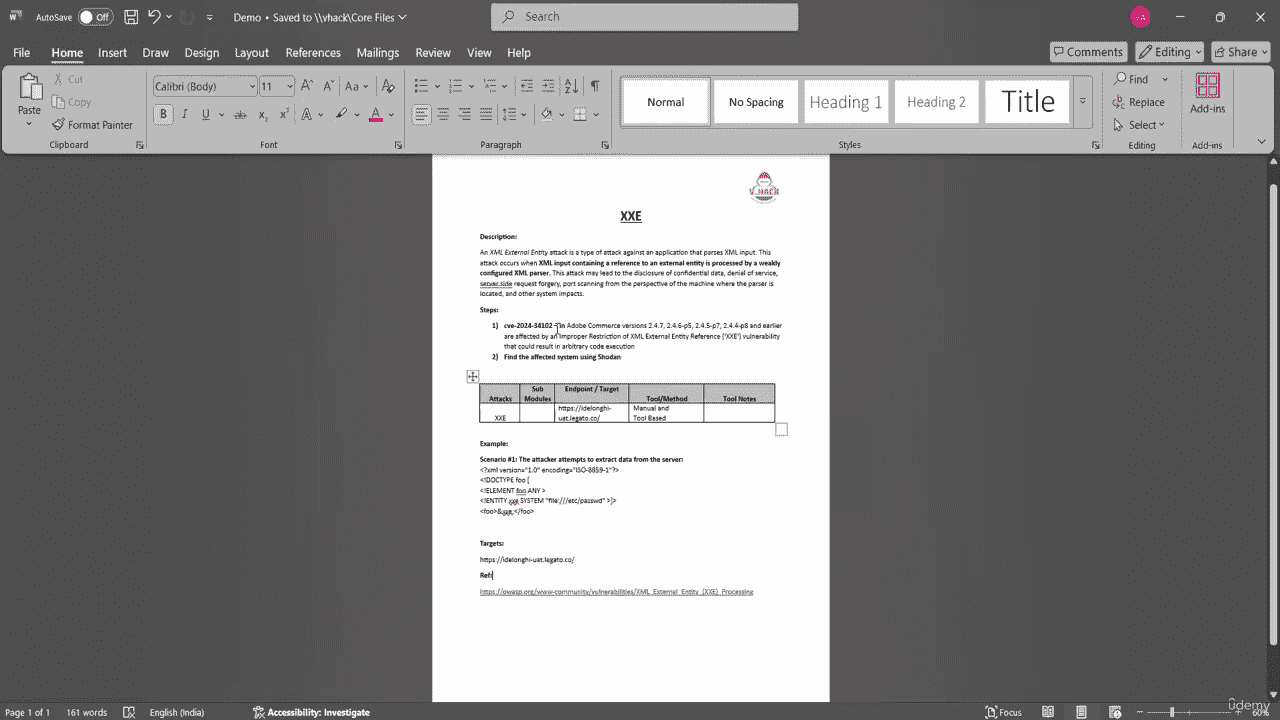 AutoSave Off Demo - Saved Search
File Home Insert Draw Design Layout References Mailings Review View Help Comments Editing Share
Cut
Copy
Format Painter
Paste
Clipboard
Calibri (Body)
Font
Paragraph
Normal No Spacing Heading 1 Heading 2 Title
Styles
Find
Replace
Select
Editing
Add-ins
Add-ins
XXE
Description:
An XML External Entity attack is a type of attack against an application that parses XML input. This
attack occurs when XML input containing a reference to an external entity is processed by a weakly
configured XML parser. This attack may lead to the disclosure of confidential data, denial of service,
server side request forgery, port scanning from the perspective of the machine where the parser is
located, and other system impacts.
Steps:
1) cve-2024-34102 - in Adobe Commerce versions 2.4.7, 2.4.6-p5, 2.4.5-p7, 2.4.4-p8 and earlier
are affected by an Improper Restriction of XML External Entity Reference ('XXE') vulnerability
that could result in arbitrary code execution
2) Find the affected system using Shodan
Attacks Sub Modules Endpoint / Target Tool/Method Tool Notes
XXE https://idelonghi-uat.legato.co/ Manual and Tool Based
Example:
Scenario #1: The attacker attempts to extract data from the server:
<?xml version="1.0" encoding="ISO-8859-1"?>
<!DOCTYPE foo [
<!ELEMENT foo ANY >
<!ENTITY xxe SYSTEM "file:///etc/passwd" >]>
<foo>&xxe;</foo>
Targets:
https://idelonghi-uat.legato.co/
Ref:
https://owasp.org/www-community/vulnerabilities/XML_External_Entity_(XXE)_Processing
Page 1 of 1 161 words English (India) Accessibility: Investigate Focus